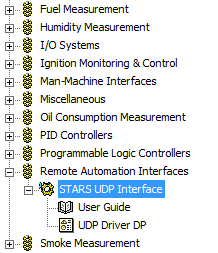 Fuel Measurement
Humidity Measurement
I/O Systems
Ignition Monitoring & Control
Man-Machine Interfaces
Miscellaneous
Oil Consumption Measurement
PID Controllers
Programmable Logic Controllers
Remote Automation Interfaces
STARS UDP Interface
User Guide
UDP Driver DP
Smoke Measurement